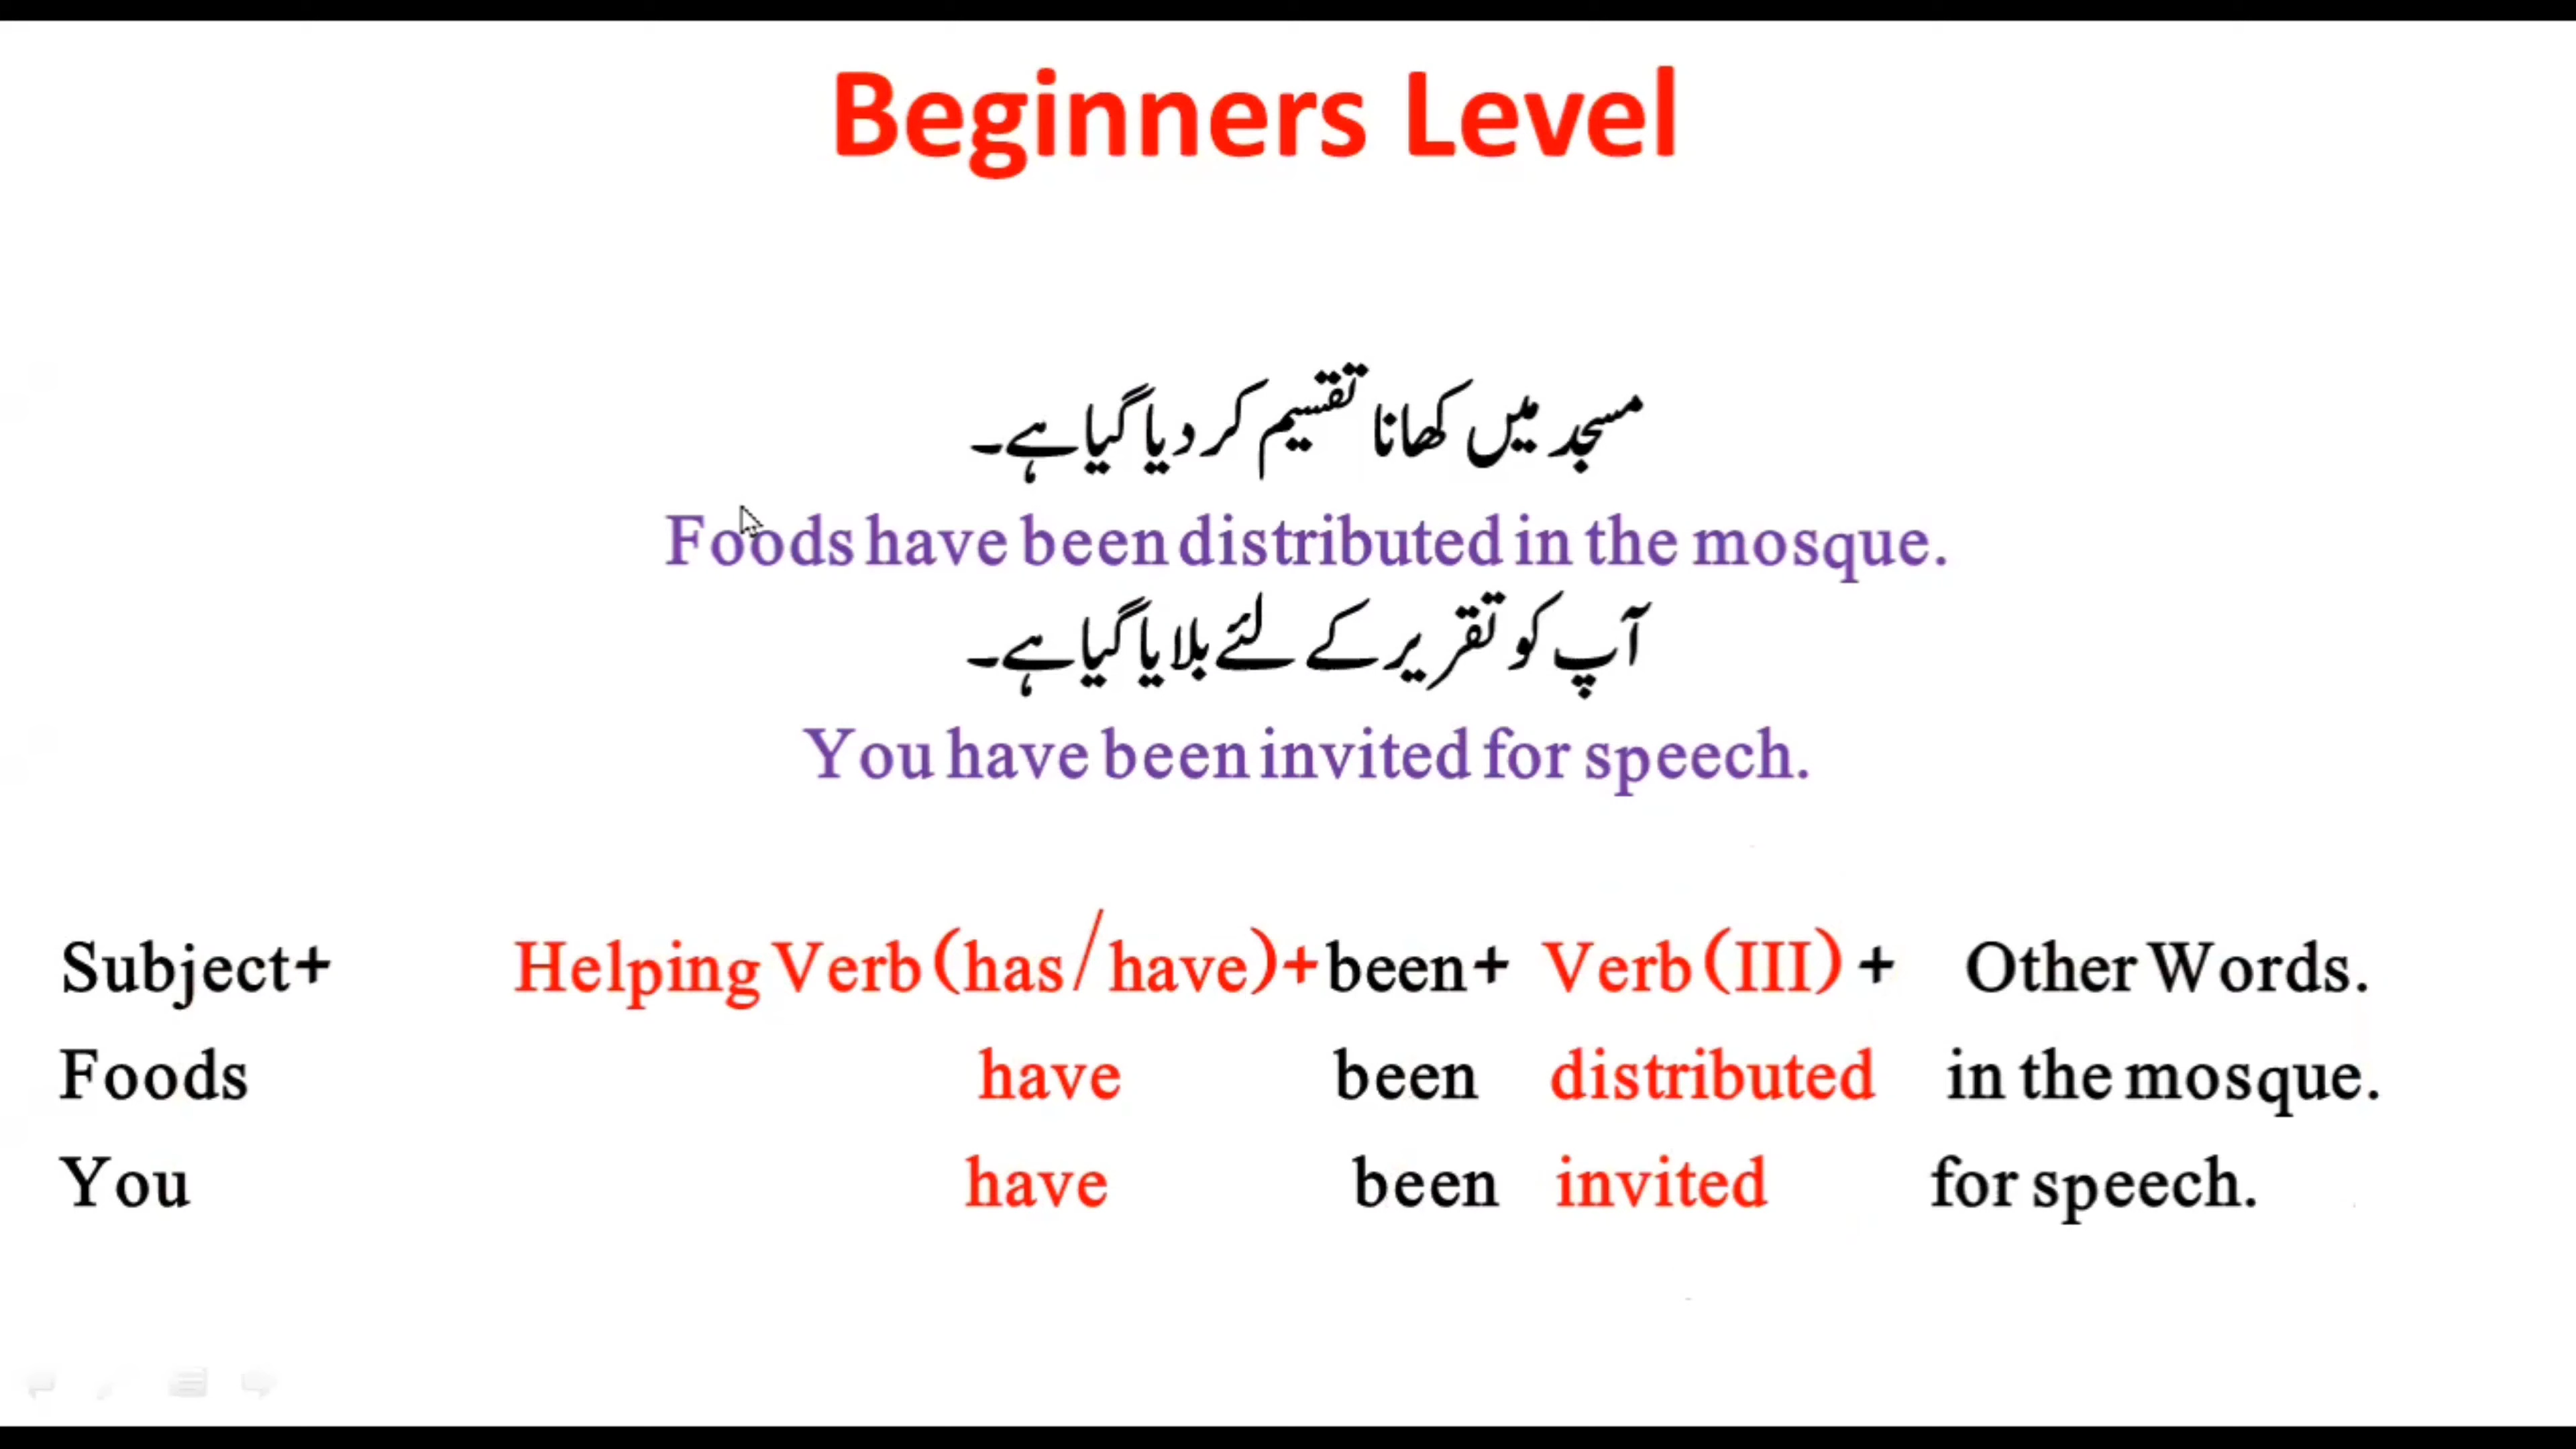 Beginners Level
مسجد میں کھانا تقسیم کر دیا گیا ہے۔
Foods have been distributed in the mosque.
آپ کو تقریر کے لئے بلایا گیا ہے۔
You have been invited for speech.
Subject+ Helping Verb (has/have)+ been+ Verb (III) + Other Words.
Foods have been distributed in the mosque.
You have been invited for speech.